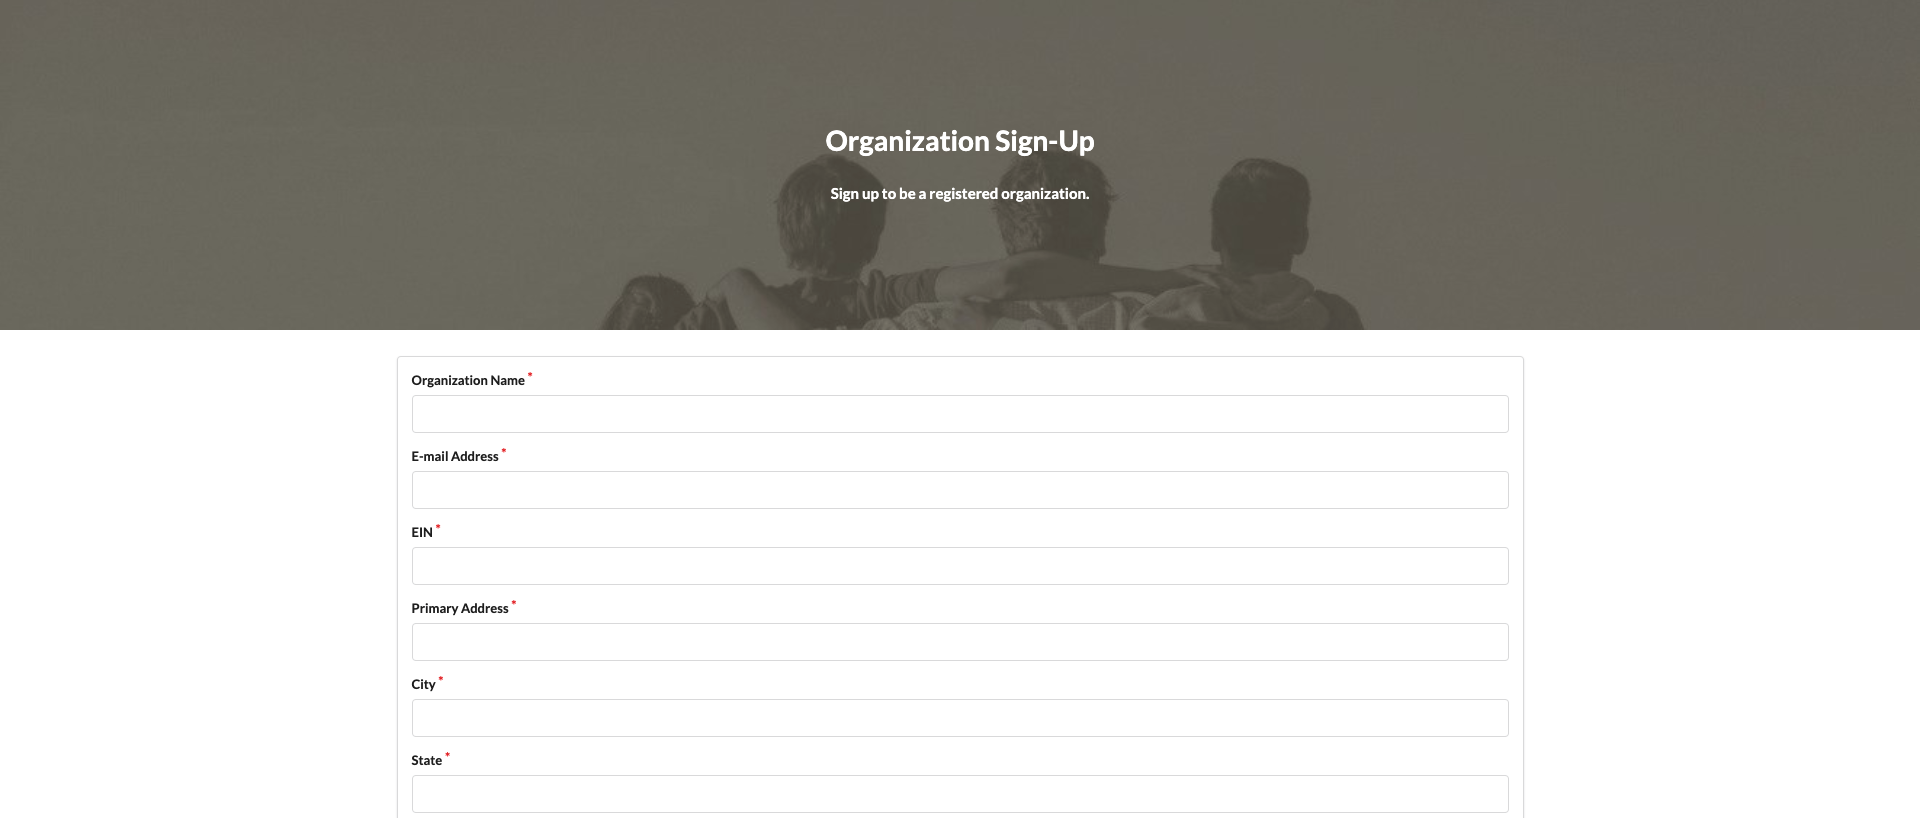 Organization Sign-Up
Sign up to be a registered organization.
Organization Name *
E-mail Address *
EIN *
Primary Address *
City *
State *